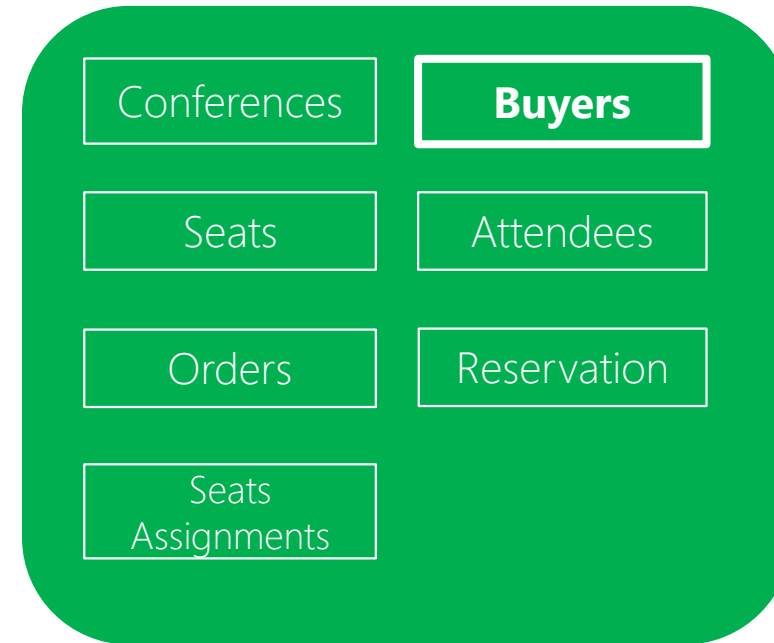 Conferences
Buyers
Seats
Attendees
Orders
Reservation
Seats
Assignments